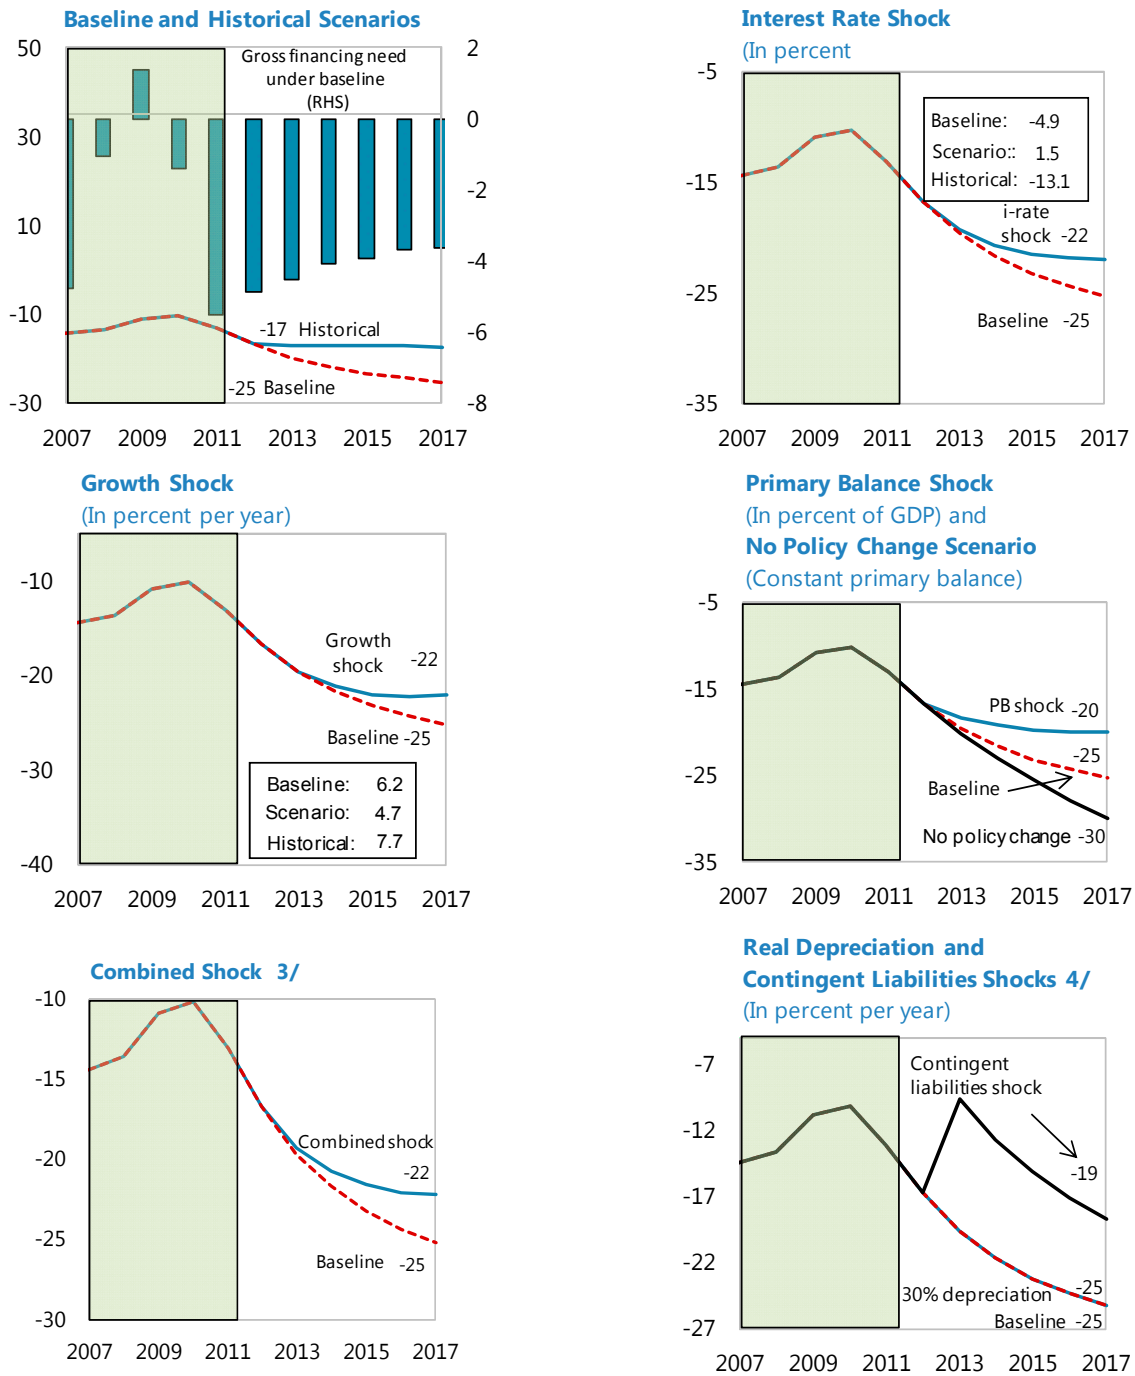 Baseline and Historical Scenarios
50
30
10
-10
-30
2
0
-2
-4
-6
-8
Gross financing need
under baseline
(RHS)
-17 Historical
-25 Baseline
2007 2009 2011 2013 2015 2017
Interest Rate Shock
(In percent
-5
-15
-25
-35
Baseline: -4.9
Scenario:: 1.5
Historical: -13.1
i-rate
shock -22
Baseline -25
2007 2009 2011 2013 2015 2017
Growth Shock
(In percent per year)
-10
-20
-30
-40
Growth
shock -22
Baseline -25
Baseline: 6.2
Scenario: 4.7
Historical: 7.7
2007 2009 2011 2013 2015 2017
Primary Balance Shock
(In percent of GDP) and
No Policy Change Scenario
(Constant primary balance)
-5
-15
-25
-35
PB shock -20
-25
Baseline
No policy change -30
2007 2009 2011 2013 2015 2017
Combined Shock 3/
-10
-15
-20
-25
-30
Combined shock
-22
Baseline -25
2007 2009 2011 2013 2015 2017
Real Depreciation and
Contingent Liabilities Shocks 4/
(In percent per year)
-7
-12
-17
-22
-27
Contingent
liabilities shock
-19
-25
30% depreciation
Baseline -25
2007 2009 2011 2013 2015 2017